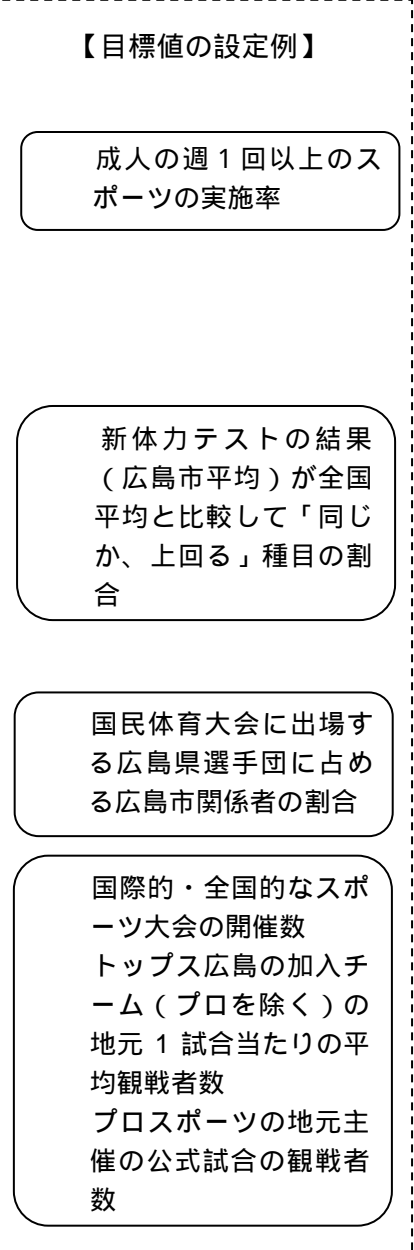 【目標値の設定例】
成人の週1回以上のス
ポーツの実施率
新体力テストの結果
（広島市平均）が全国
平均と比較して「同じ
か、上回る」種目の割
合
国民体育大会に出場す
る広島県選手団に占め
る広島市関係者の割合
国際的・全国的なスポ
ーツ大会の開催数
トップス広島の加入チ
ーム（プロを除く）の
地元1試合当たりの平
均観戦者数
プロスポーツの地元主
催の公式試合の観戦者
数